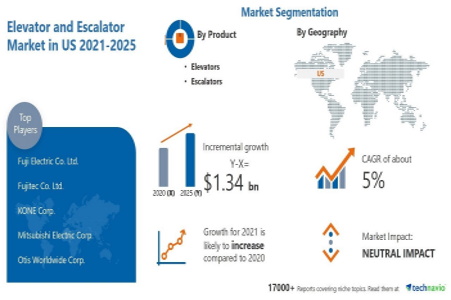 Elevator and Escalator
Market in US 2021-2025
Market Segmentation
By Product
Elevators
Escalators
By Geography
US
Top
Players
Fuji Electric Co. Ltd.
Fujitec Co. Ltd.
KONE Corp.
Mitsubishi Electric Corp.
Otis Worldwide Corp.
2020 (X)
2025 (Y)
Incremental growth
Y-X=
$1.34 bn
CAGR of about
5%
Growth for 2021 is
likely to increase
compared to 2020
Market Impact:
NEUTRAL IMPACT
17000+ Reports covering niche topics. Read them at technavio